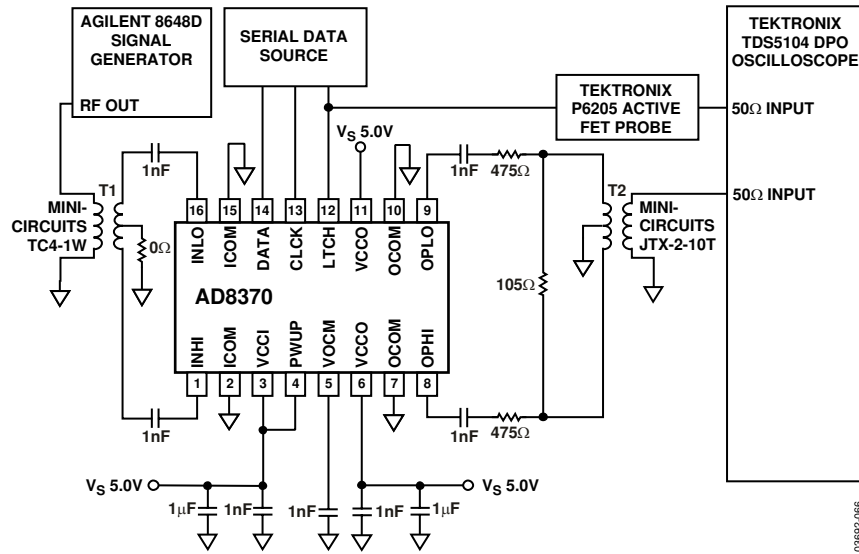 AGILENT 8648D
SIGNAL
GENERATOR
RF OUT
SERIAL DATA
SOURCE
TEKTRONIX
TDS5104 DPO
OSCILLOSCOPE
TEKTRONIX
P6205 ACTIVE
FET PROBE
50Ω INPUT
50Ω INPUT
VS 5.0V
1nF
T1
MINI-
CIRCUITS
TC4-1W
0Ω
1nF
475Ω
T2
MINI-
CIRCUITS
JTX-2-10T
105Ω
16 15 14 13 12 11 10 9
INLO ICOM DATA CLCK LTCH VCCO OCOM OPLO
AD8370
INHI ICOM VCCI PWUP VOCM VCCO OCOM OPHI
1 2 3 4 5 6 7 8
1nF
1nF
475Ω
VS 5.0V
VS 5.0V
1μF 1nF 1nF 1nF 1μF
03692-066